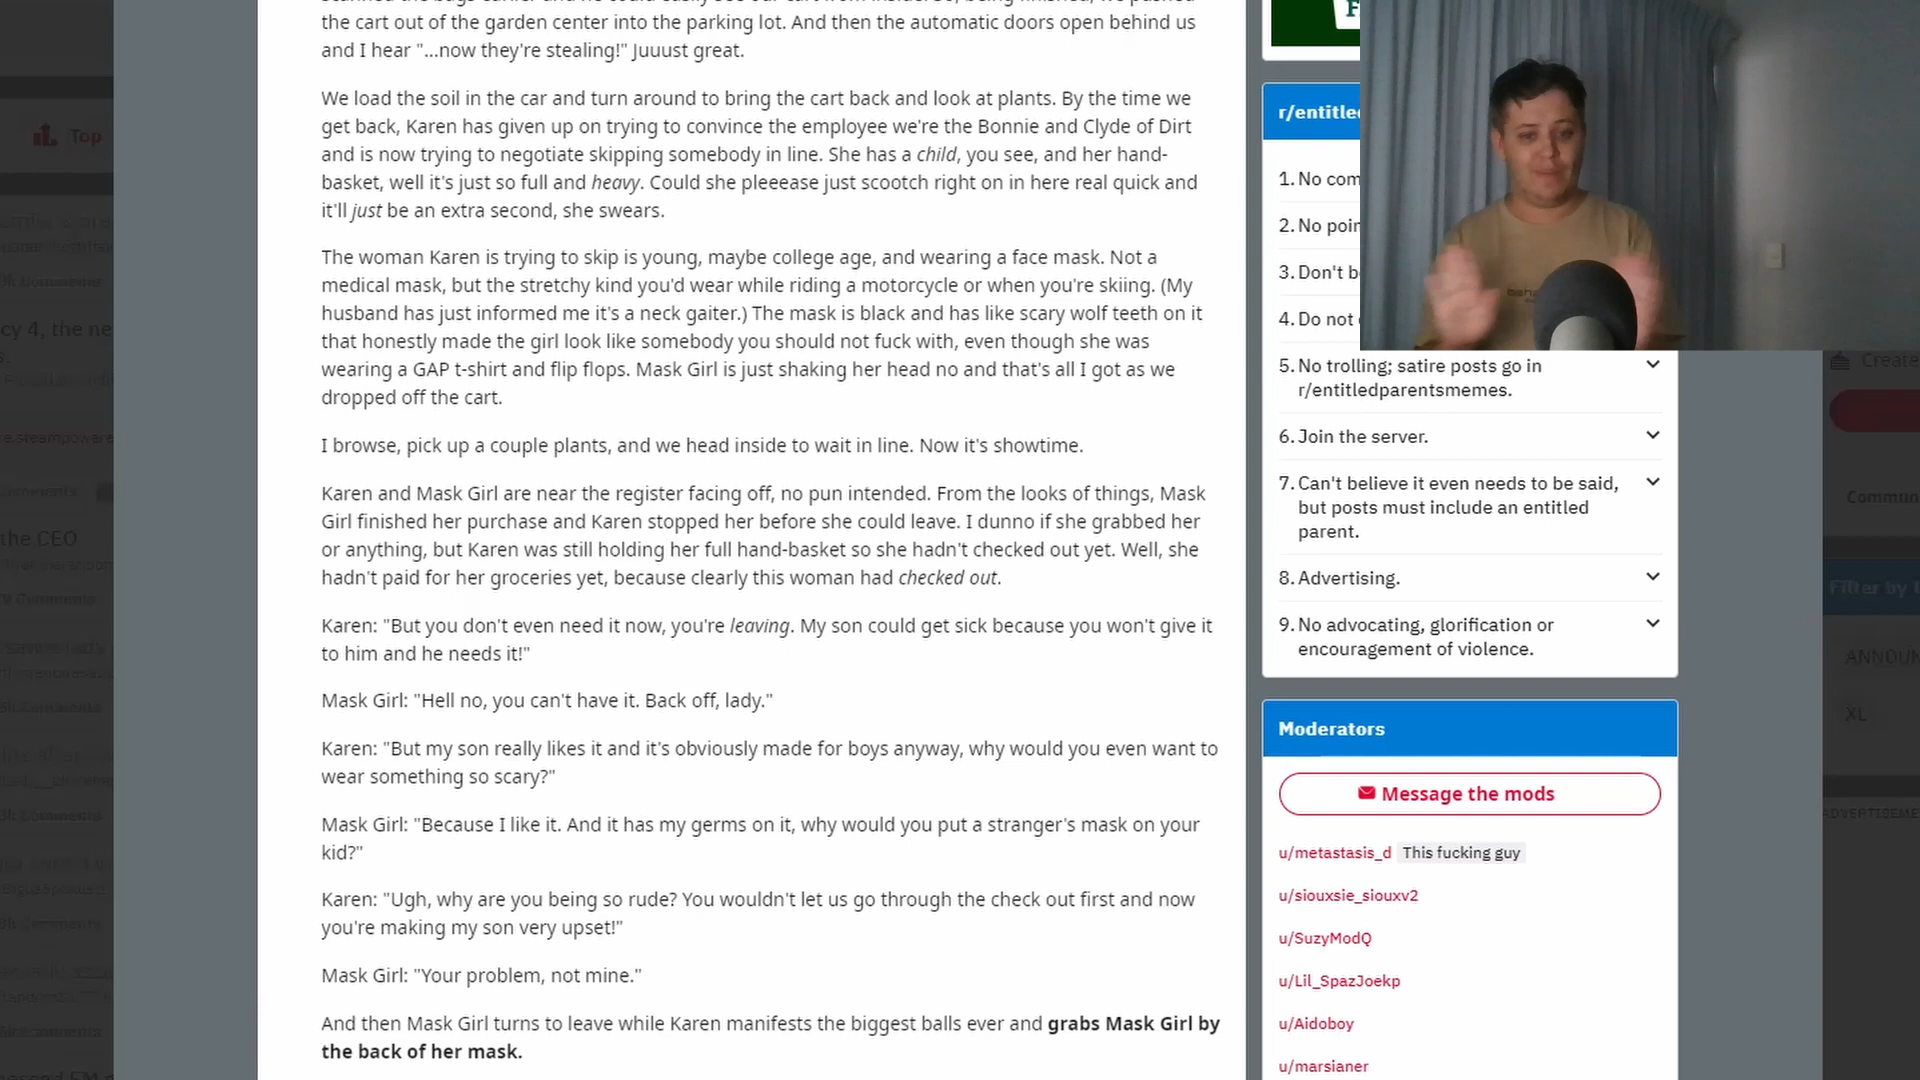 the cart out of the garden center into the parking lot. And then the automatic doors open behind us
and I hear "...now they're stealing!" Juuust great.
We load the soil in the car and turn around to bring the cart back and look at plants. By the time we
get back, Karen has given up on trying to convince the employee we're the Bonnie and Clyde of Dirt
and is now trying to negotiate skipping somebody in line. She has a child, you see, and her hand-
basket, well it's just so full and heavy. Could she pleeease just scootch right on in here real quick and
it'll just be an extra second, she swears.
The woman Karen is trying to skip is young, maybe college age, and wearing a face mask. Not a
medical mask, but the stretchy kind you'd wear while riding a motorcycle or when you're skiing. (My
husband has just informed me it's a neck gaiter.) The mask is black and has like scary wolf teeth on it
that honestly made the girl look like somebody you should not fuck with, even though she was
wearing a GAP t-shirt and flip flops. Mask Girl is just shaking her head no and that's all I got as we
dropped off the cart.
I browse, pick up a couple plants, and we head inside to wait in line. Now it's showtime.
Karen and Mask Girl are near the register facing off, no pun intended. From the looks of things, Mask
Girl finished her purchase and Karen stopped her before she could leave. I dunno if she grabbed her
or anything, but Karen was still holding her full hand-basket so she hadn't checked out yet. Well, she
hadn't paid for her groceries yet, because clearly this woman had checked out.
Karen: "But you don't even need it now, you're leaving. My son could get sick because you won't give it
to him and he needs it!"
Mask Girl: "Hell no, you can't have it. Back off, lady."
Karen: "But my son really likes it and it's obviously made for boys anyway, why would you even want to
wear something so scary?"
Mask Girl: "Because I like it. And it has my germs on it, why would you put a stranger's mask on your
kid?"
Karen: "Ugh, why are you being so rude? You wouldn't let us go through the check out first and now
you're making my son very upset!"
Mask Girl: "Your problem, not mine."
And then Mask Girl turns to leave while Karen manifests the biggest balls ever and grabs Mask Girl by
the back of her mask.
r/entitle
1. No com
2. No poin
3. Don't b
4. Do not
5. No trolling; satire posts go in
r/entitledparentsmemes.
6. Join the server.
7. Can't believe it even needs to be said,
but posts must include an entitled
parent.
8. Advertising.
9. No advocating, glorification or
encouragement of violence.
Moderators
Message the mods
u/metastasis_d This fucking guy
u/siouxsie_siouxv2
u/SuzyModQ
u/Lil_SpazJoekp
u/Aidoboy
u/marsianer
Top
cy 4, the ne
the CEO
Create
Commun
Filter by
ANNOUN
XL
ADVERTISEME